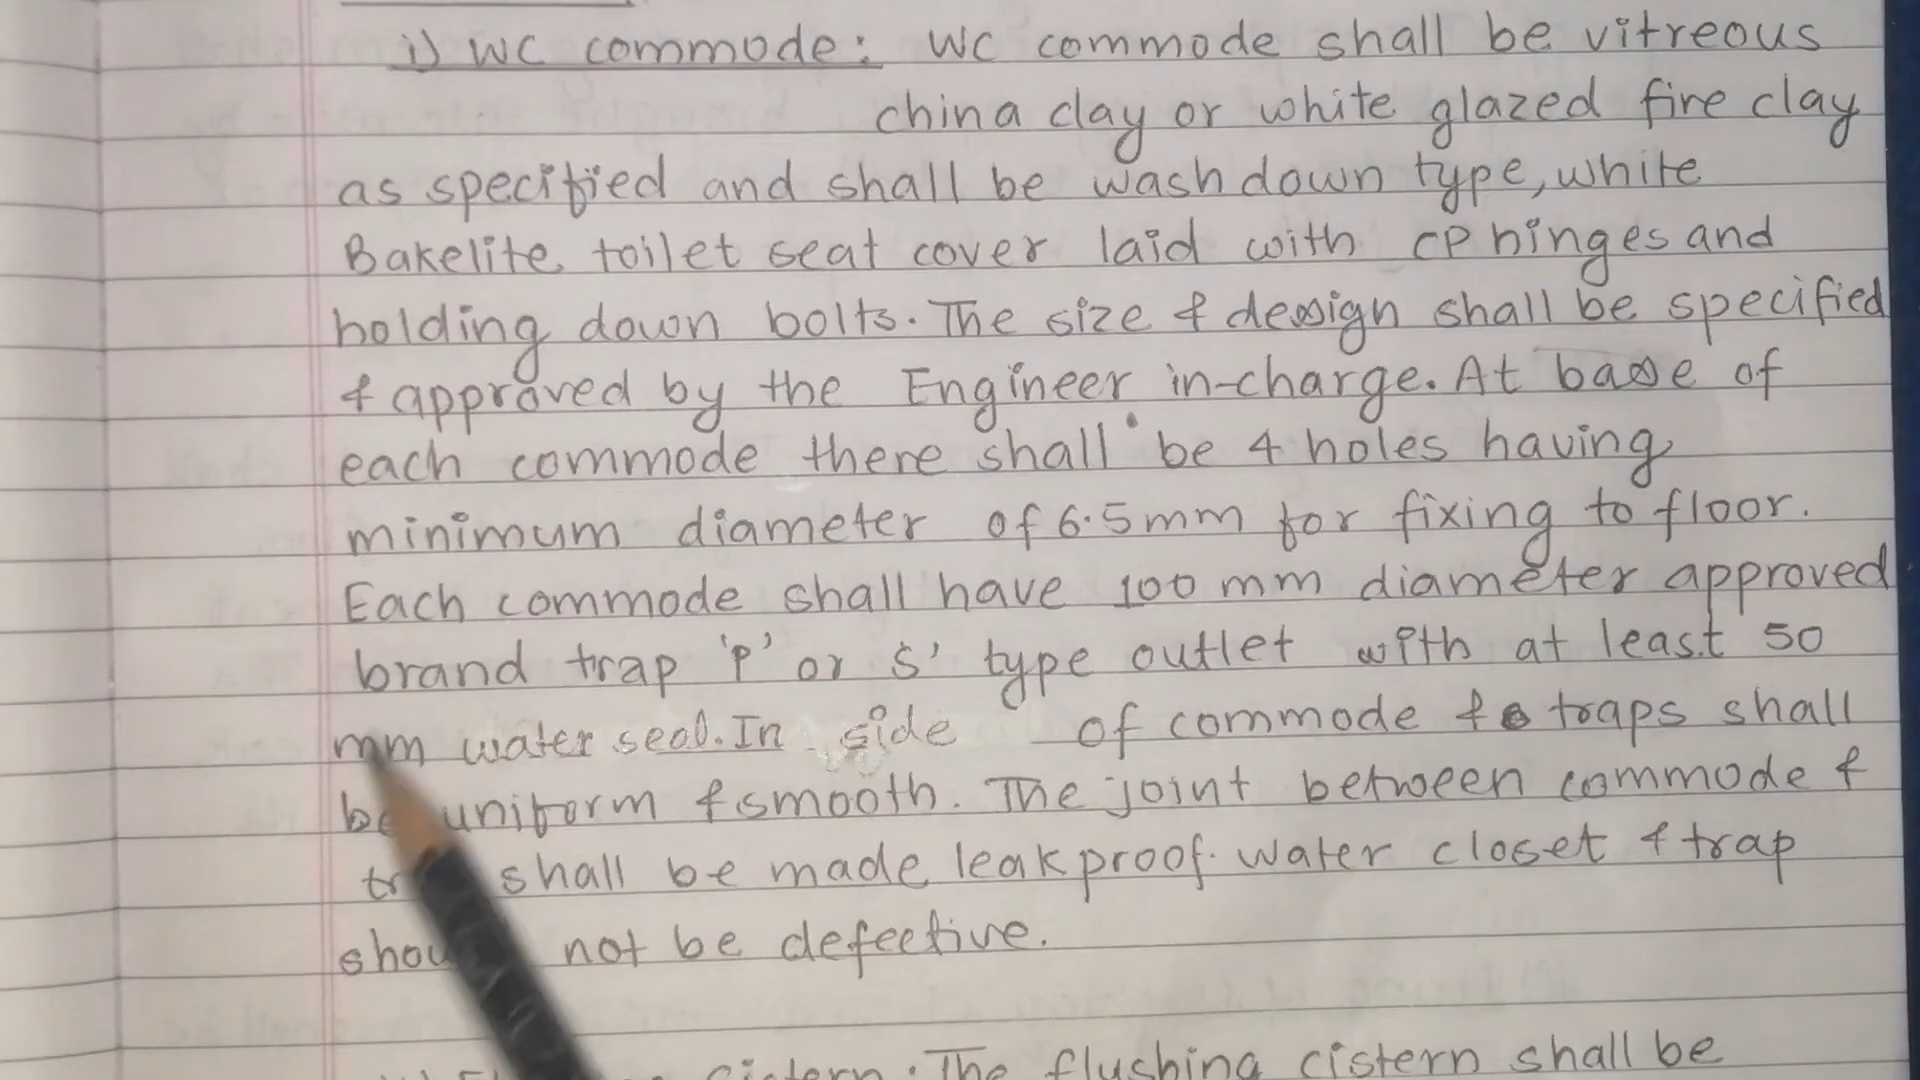 i) WC commode: WC commode shall be vitreous
china clay or white glazed fire clay
as specified and shall be wash down type, white
Bakelite toilet seat cover laid with CP hinges and
holding down bolts. The size & design shall be specified
& approved by the Engineer in-charge. At base of
each commode there shall be 4 holes having
minimum diameter of 6.5mm for fixing to floor.
Each commode shall have 100 mm diameter approved
brand trap 'P' or S' type outlet with at least 50
mm water seal. In side of commode & traps shall
be uniform & smooth. The joint between commode &
shall be made leakproof. Water closet & trap
not be defective.
cistern. The flushing cistern shall be